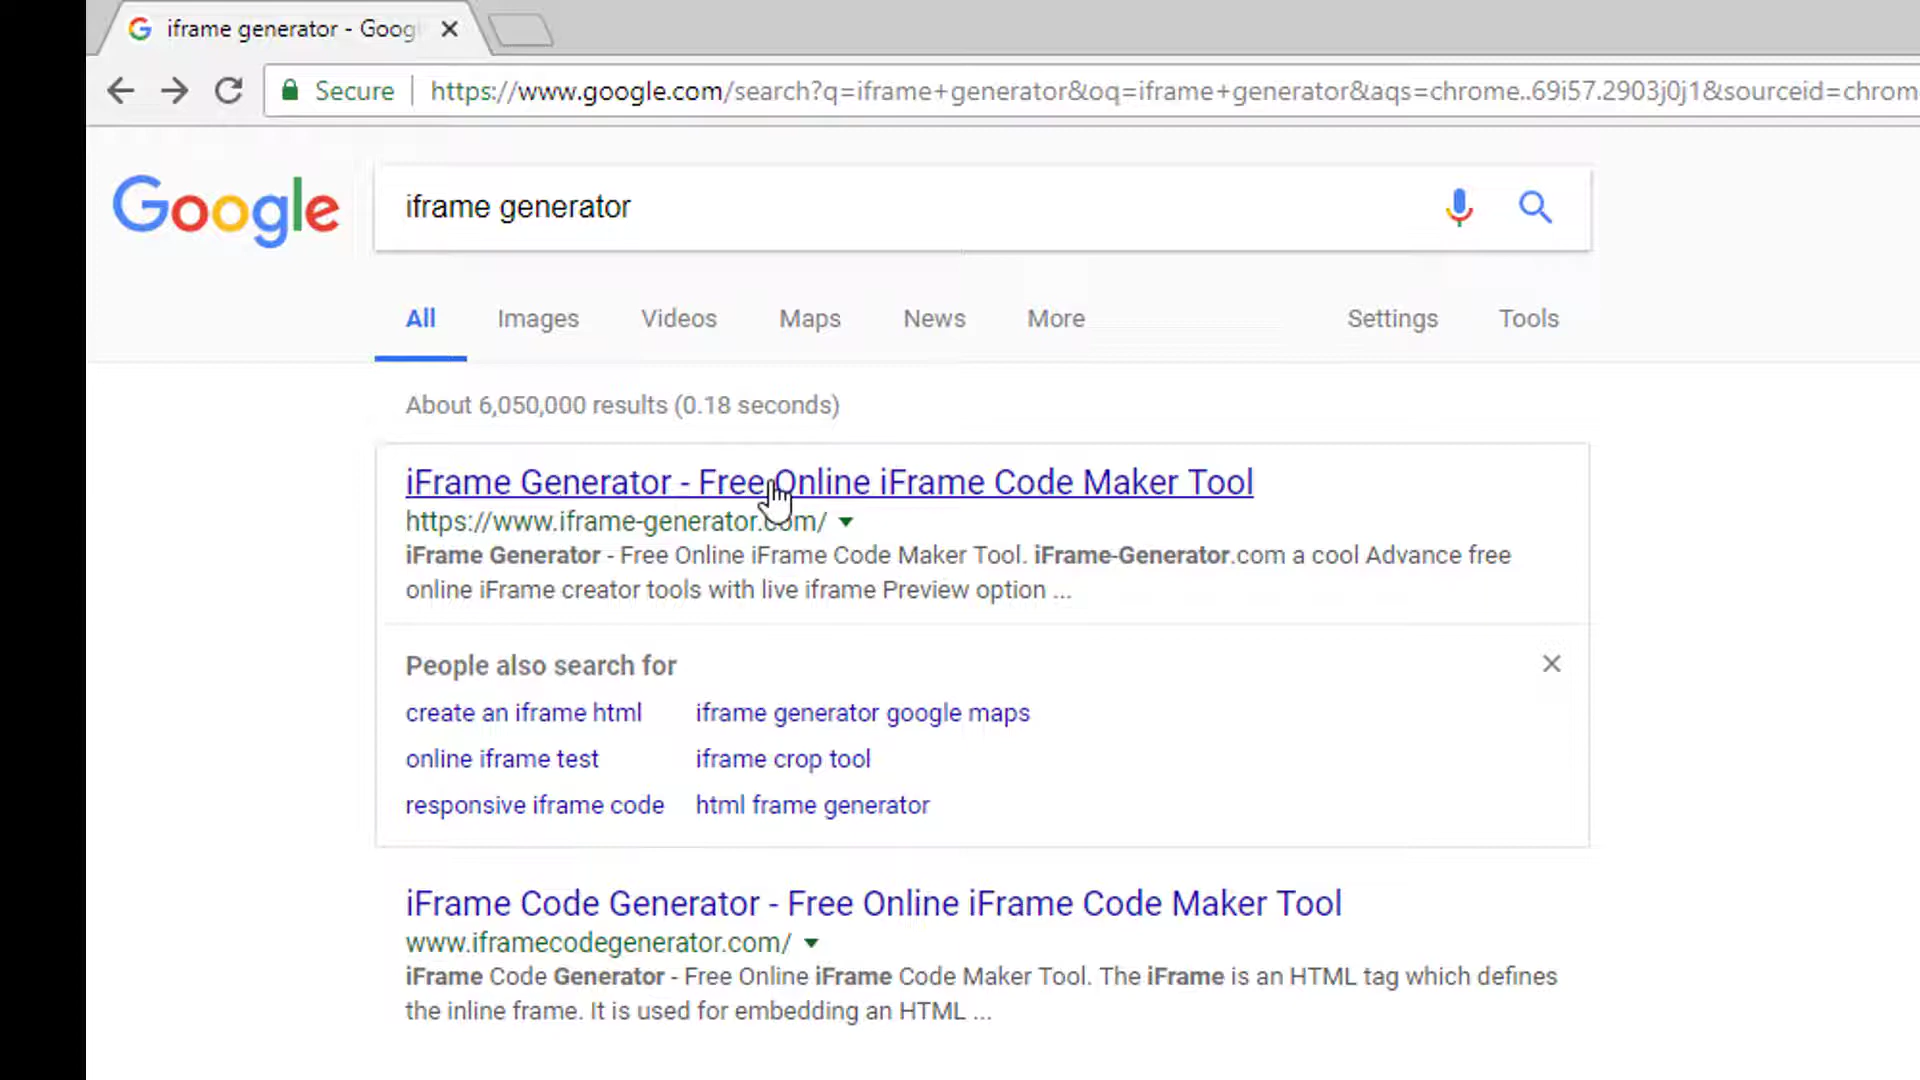 iframe generator - Goog
Secure https://www.google.com/search?q=iframe+generator&oq=iframe+generator&aqs=chrome..69i57.2903j0j1&sourceid=chrom
Google
iframe generator
All Images Videos Maps News More Settings Tools
About 6,050,000 results (0.18 seconds)
iFrame Generator - Free Online iFrame Code Maker Tool
https://www.iframe-generator.com/
iFrame Generator - Free Online iFrame Code Maker Tool. iFrame-Generator.com a cool Advance free
online iFrame creator tools with live iframe Preview option ...
People also search for
create an iframe html iframe generator google maps
online iframe test iframe crop tool
responsive iframe code html frame generator
iFrame Code Generator - Free Online iFrame Code Maker Tool
www.iframecodegenerator.com/
iFrame Code Generator - Free Online iFrame Code Maker Tool. The iFrame is an HTML tag which defines
the inline frame. It is used for embedding an HTML ...